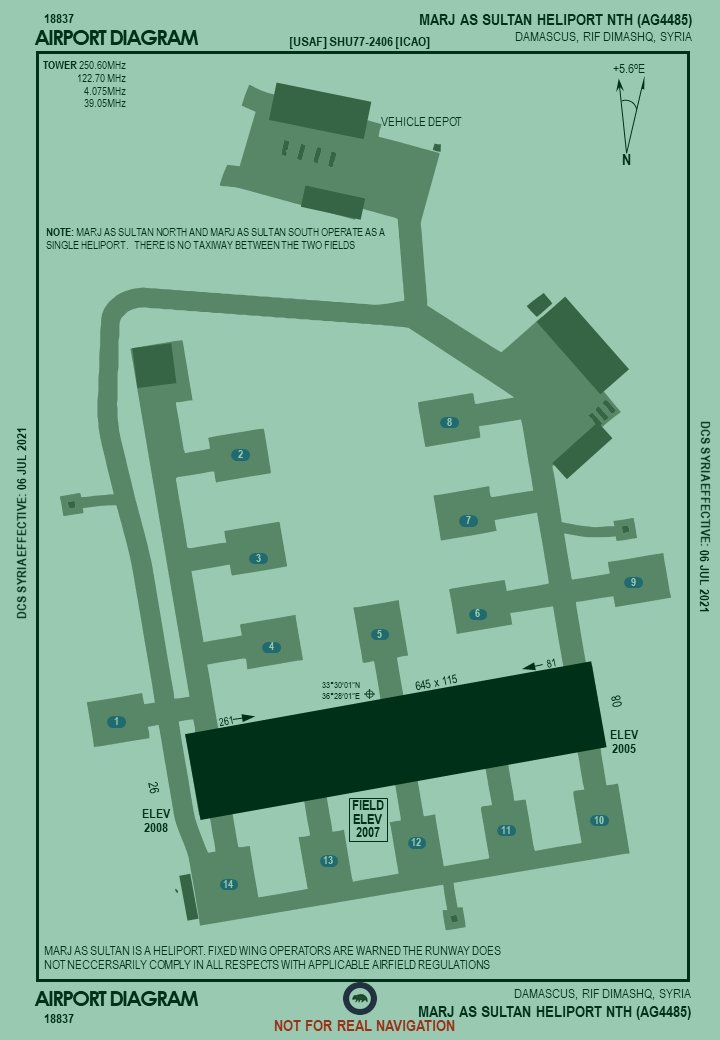 18837
MARJ AS SULTAN HELIPORT NTH (AG4485)
AIRPORT DIAGRAM
[USAF] SHU77-2406 [ICAO]
DAMASCUS, RIF DIMASHQ, SYRIA
TOWER 250.60MHz
122.70 MHz
4.075MHz
39.05MHz
+5.6ºE
N
VEHICLE DEPOT
NOTE: MARJ AS SULTAN NORTH AND MARJ AS SULTAN SOUTH OPERATE AS A
SINGLE HELIPORT. THERE IS NO TAXIWAY BETWEEN THE TWO FIELDS
8
2
DCS SYRIA EFFECTIVE: 06 JUL 2021
DCS SYRIA EFFECTIVE: 06 JUL 2021
7
3
9
6
5
4
81
33°30'01"N
36°28'01"E
645 x 115
80
1
261
ELEV
2005
26
ELEV
2008
FIELD
ELEV
2007
10
11
12
13
14
MARJ AS SULTAN IS A HELIPORT. FIXED WING OPERATORS ARE WARNED THE RUNWAY DOES
NOT NECCERSARILY COMPLY IN ALL RESPECTS WITH APPLICABLE AIRFIELD REGULATIONS
AIRPORT DIAGRAM
DAMASCUS, RIF DIMASHQ, SYRIA
MARJ AS SULTAN HELIPORT NTH (AG4485)
18837
NOT FOR REAL NAVIGATION